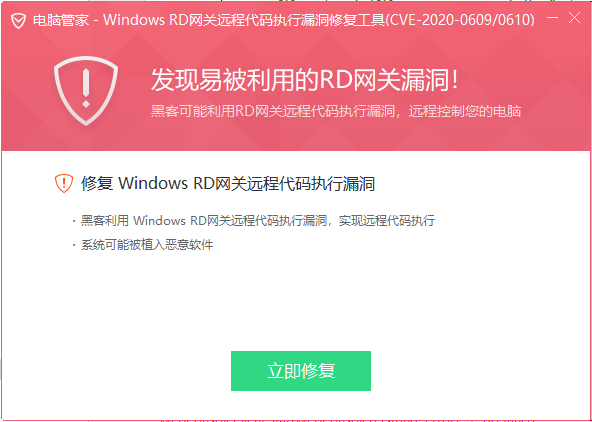 电脑管家 - Windows RD网关远程代码执行漏洞修复工具(CVE-2020-0609/0610)
发现易被利用的RD网关漏洞!
黑客可能利用RD网关远程代码执行漏洞，远程控制您的电脑
修复 Windows RD网关远程代码执行漏洞
· 黑客利用 Windows RD网关远程代码执行漏洞，实现远程代码执行
· 系统可能被植入恶意软件
立即修复